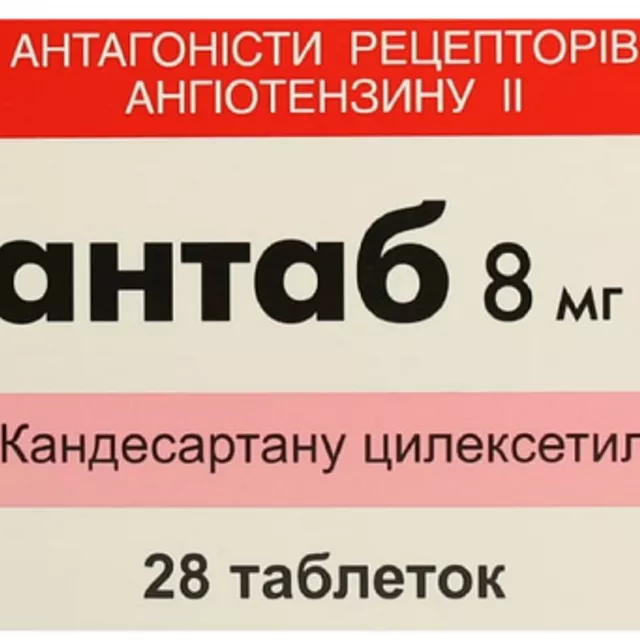 АНТАГОНІСТИ РЕЦЕПТОРІВ
АНГІОТЕНЗИНУ II
антаб 8 мг
Кандесартану цилексетил
28 таблеток